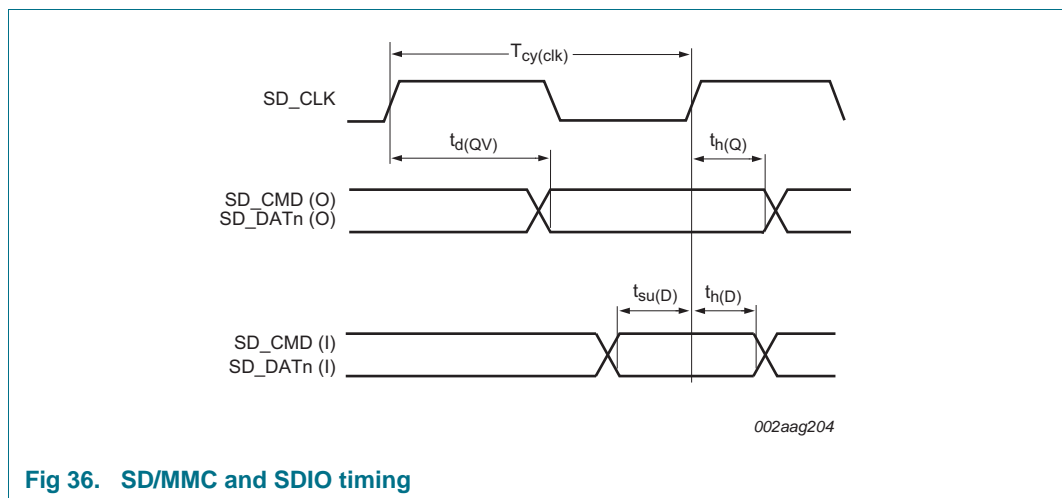 Tcy(clk)
SD_CLK
td(QV)
th(Q)
SD_CMD (O)
SD_DATn (O)
tsu(D)
th(D)
SD_CMD (I)
SD_DATn (I)
002aag204
Fig 36. SD/MMC and SDIO timing